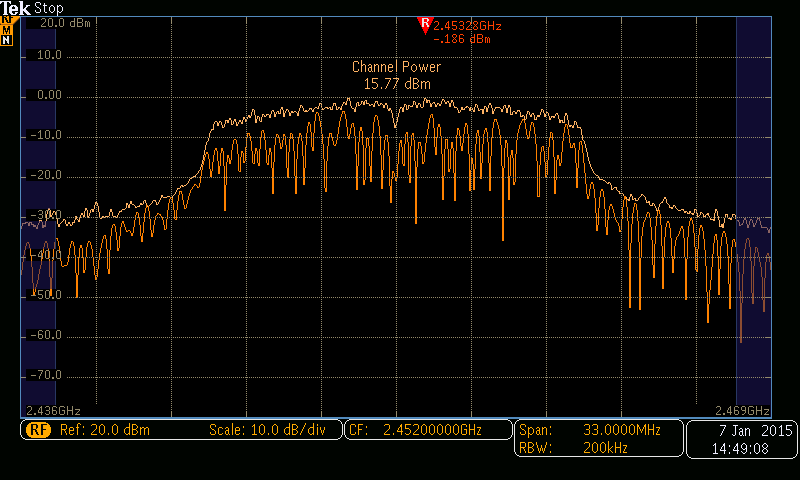 Tek Stop
RF
M
N
20.0 dBm
R 2.45328GHz
-.186 dBm
10.0
Channel Power
15.77 dBm
0.00
-10.0
-20.0
-30.0
-40.0
-50.0
-60.0
-70.0
2.436GHz 2.469GHz
RF Ref: 20.0 dBm Scale: 10.0 dB/div CF: 2.45200000GHz Span: 33.0000MHz 7 Jan 2015
RBW: 200kHz 14:49:08